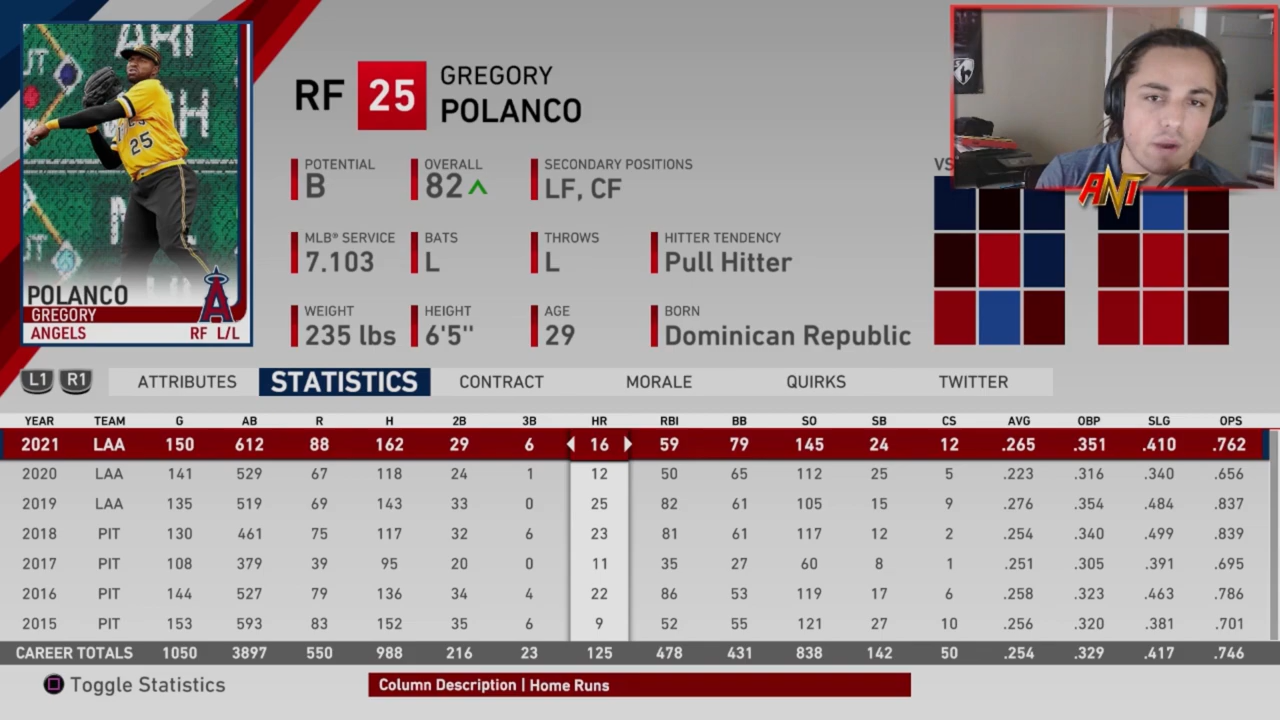 RF 25 GREGORY
POLANCO
POTENTIAL OVERALL SECONDARY POSITIONS
B 82 LF, CF
VS
ANT
MLB® SERVICE BATS THROWS HITTER TENDENCY
7.103 L L Pull Hitter
WEIGHT HEIGHT AGE BORN
235 lbs 6'5" 29 Dominican Republic
25
POLANCO
GREGORY
ANGELS RF L/L
A
L1 R1 ATTRIBUTES STATISTICS CONTRACT MORALE QUIRKS TWITTER
YEAR TEAM G AB R H 2B 3B HR RBI BB SO SB CS AVG OBP SLG OPS
2021 LAA 150 612 88 162 29 6 16 59 79 145 24 12 .265 .351 .410 .762
2020 LAA 141 529 67 118 24 1 12 50 65 112 25 5 .223 .316 .340 .656
2019 LAA 135 519 69 143 33 0 25 82 61 105 15 9 .276 .354 .484 .837
2018 PIT 130 461 75 117 32 6 23 81 61 117 12 2 .254 .340 .499 .839
2017 PIT 108 379 39 95 20 0 11 35 27 60 8 1 .251 .305 .391 .695
2016 PIT 144 527 79 136 34 4 22 86 53 119 17 6 .258 .323 .463 .786
2015 PIT 153 593 83 152 35 6 9 52 55 121 27 10 .256 .320 .381 .701
CAREER TOTALS 1050 3897 550 988 216 23 125 478 431 838 142 50 .254 .329 .417 .746
Toggle Statistics
Column Description | Home Runs